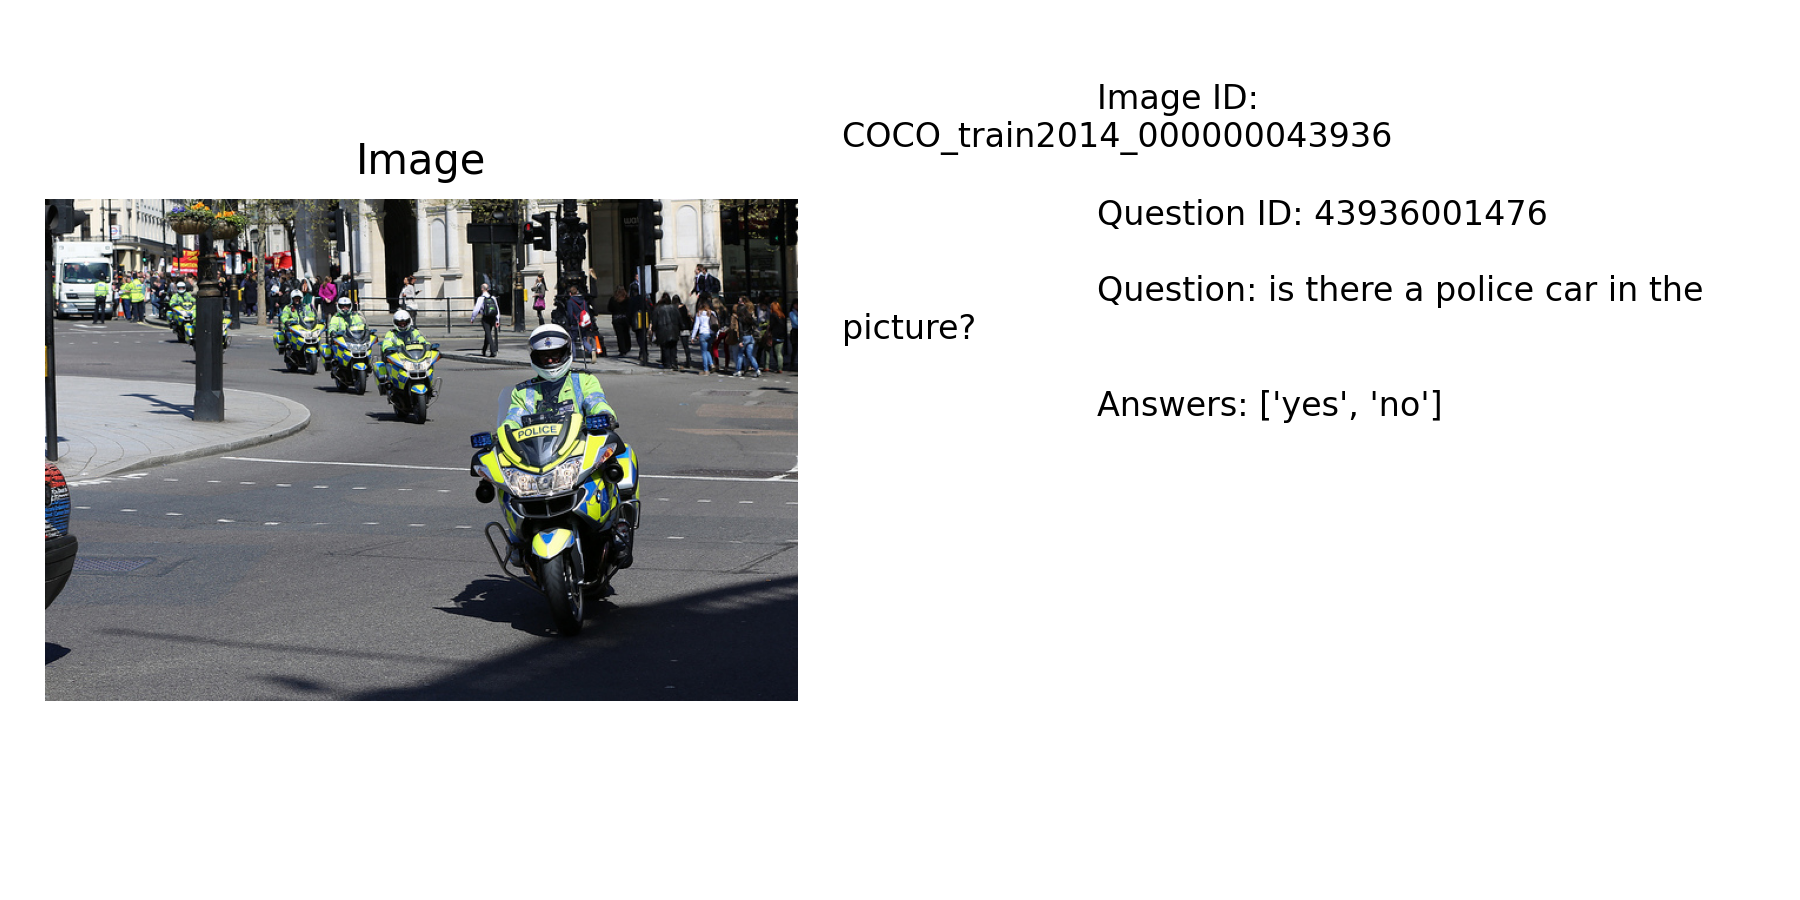 Image
POLICE
Image ID:
COCO_train2014_000000043936
Question ID: 43936001476
Question: is there a police car in the
picture?
Answers: ['yes', 'no']